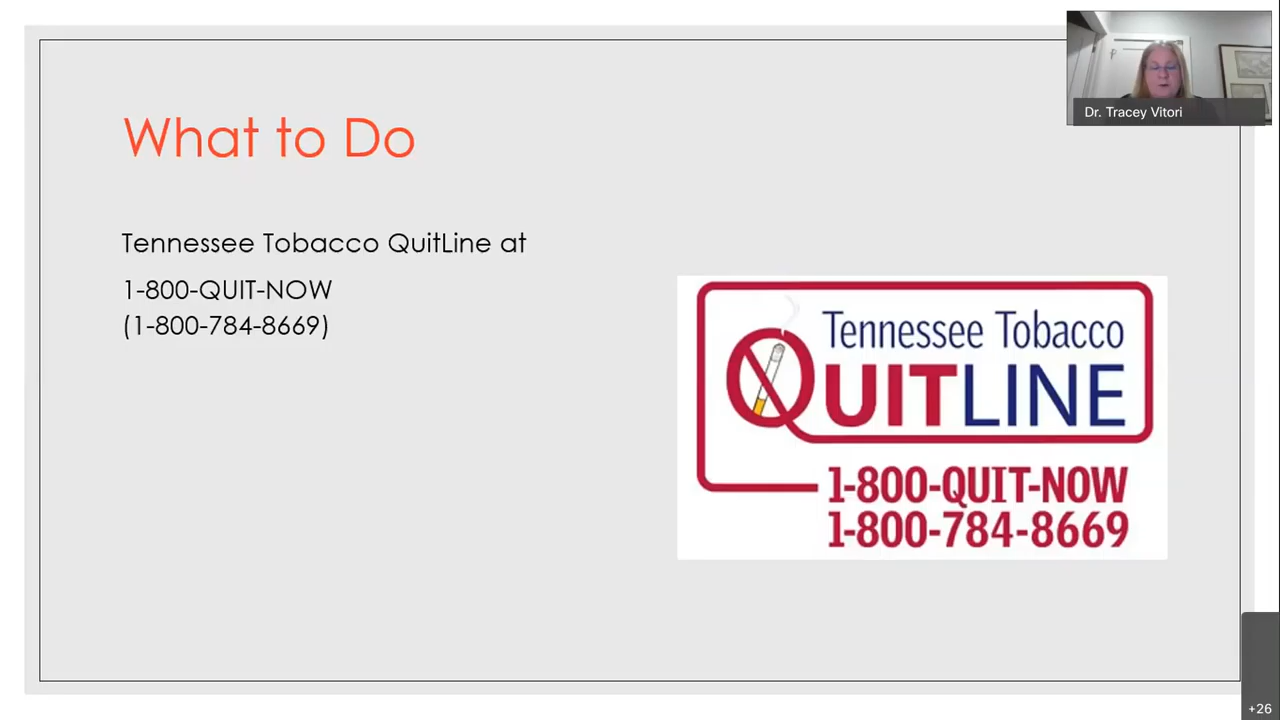 What to Do
Tennessee Tobacco QuitLine at
1-800-QUIT-NOW
(1-800-784-8669)
Tennessee Tobacco
QUITLINE
1-800-QUIT-NOW
1-800-784-8669
Dr. Tracey Vitori
+26